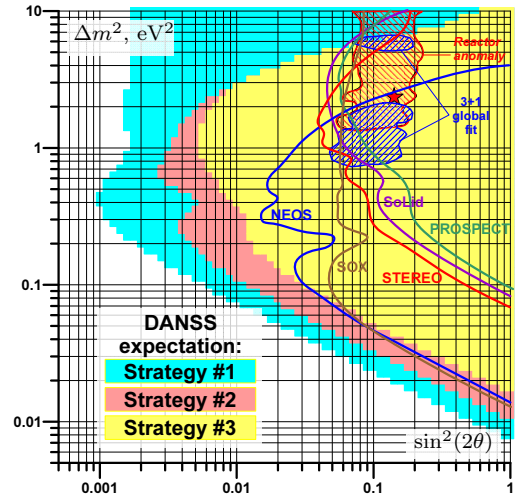 10
Δm², eV²
Reactor
anomaly
3+1
global
fit
1
SoLid
NEOS
PROSPECT
SOX
STEREO
0.1
DANSS
expectation:
Strategy #1
Strategy #2
Strategy #3
0.01
sin²(2θ)
0.001
0.01
0.1
1